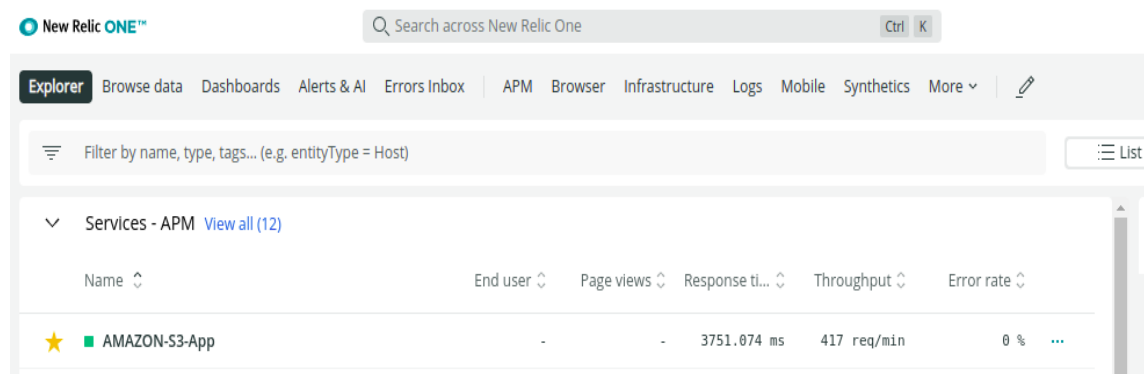 New Relic ONE™
Search across New Relic One Ctrl K
Explorer Browse data Dashboards Alerts & AI Errors Inbox APM Browser Infrastructure Logs Mobile Synthetics More
Filter by name, type, tags... (e.g. entityType = Host)
List
Services - APM View all (12)
Name End user Page views Response ti... Throughput Error rate
AMAZON-S3-App - - 3751.074 ms 417 req/min 0 % ...